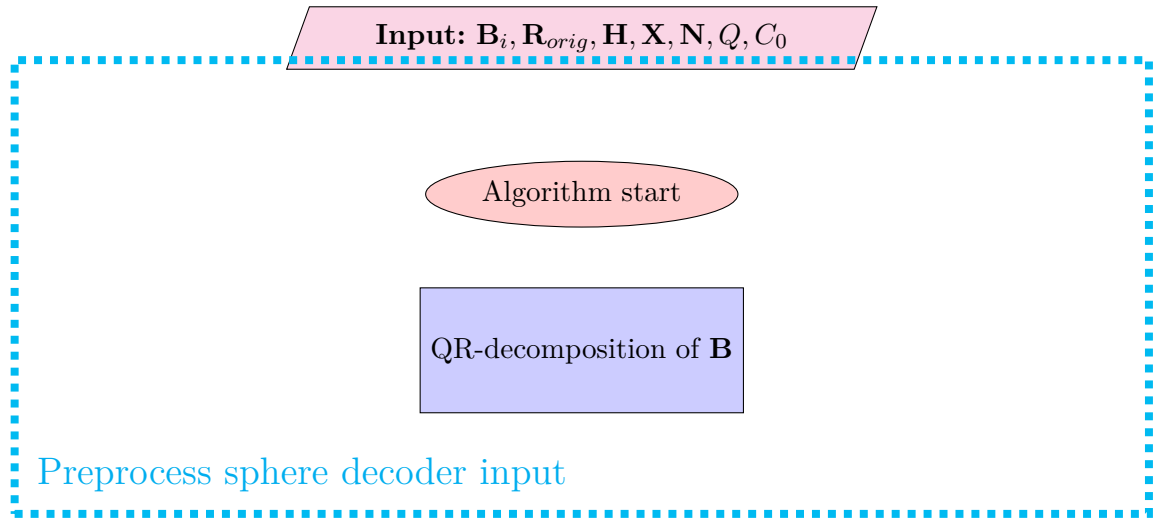 Input: B_i, R_orig, H, X, N, Q, C_0
Algorithm start
QR-decomposition of B
Preprocess sphere decoder input